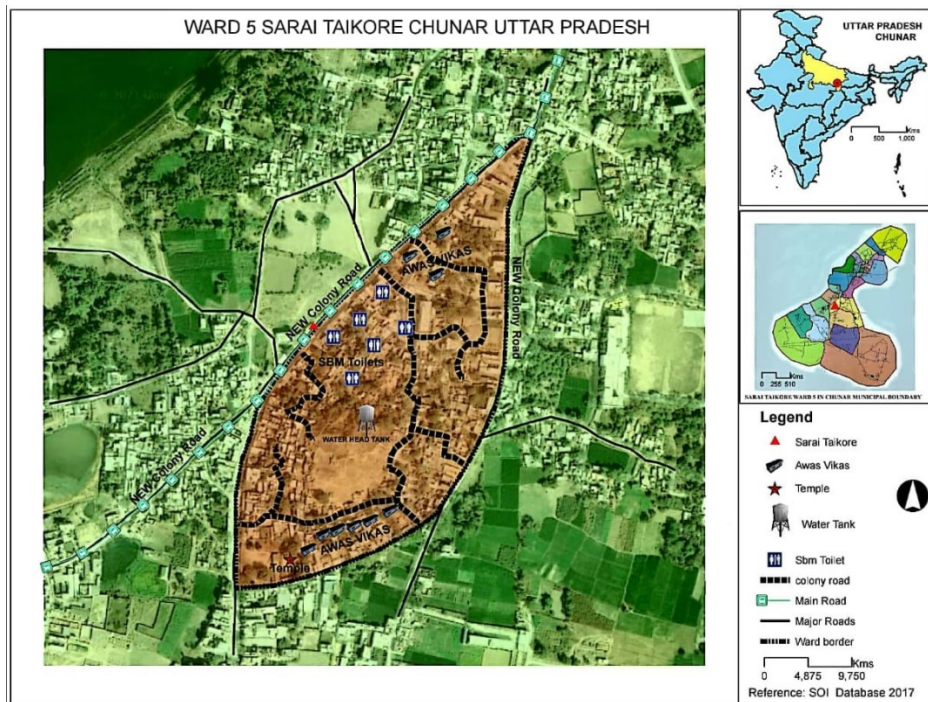 WARD 5 SARAI TAIKORE CHUNAR UTTAR PRADESH
NEW Colony Road
AWAS VIKAS
NEW Colony Road
SBM Toilets
WATER HEAD TANK
NEW Colony Road
AWAS VIKAS
Temple
UTTAR PRADESH
CHUNAR
Kms
0 500 1,000
Kms
0 255 510
SARAI TAIKORE WARD 5 IN CHUNAR MUNICIPAL BOUNDARY
Legend
Sarai Taikore
Awas Vikas
Temple
Water Tank
Sbm Toilet
colony road
Main Road
Major Roads
Ward border
Kms
0 4,875 9,750
Reference: SOI Database 2017